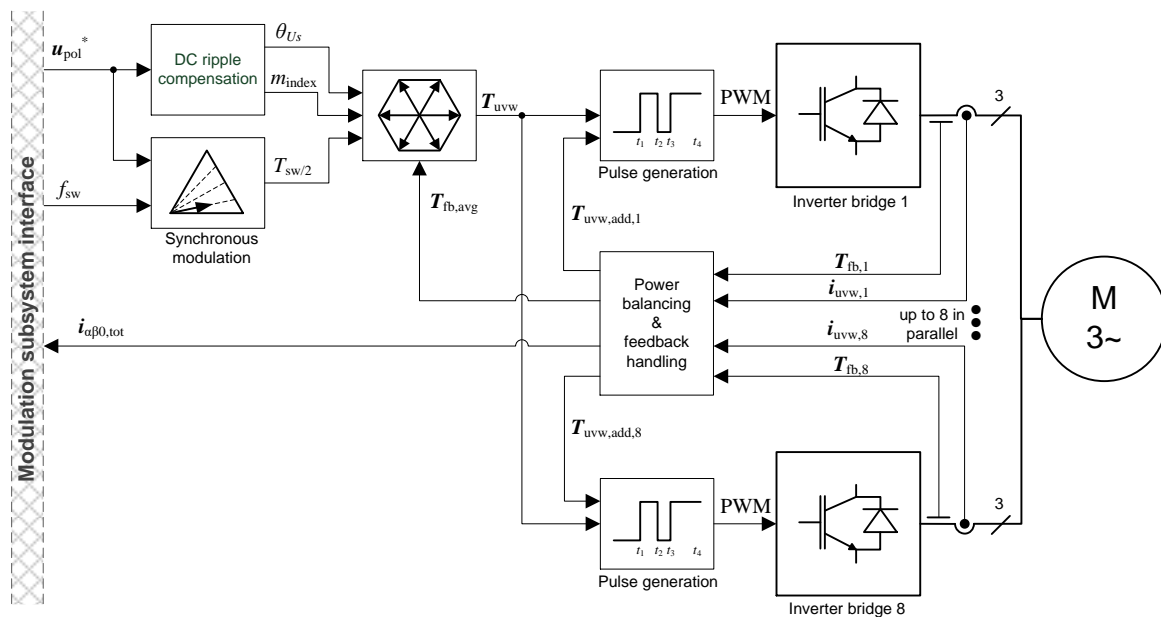 Modulation subsystem interface
u_pol*
f_sw
i_αβ0,tot
DC ripple
compensation
θ_Us
m_index
T_sw/2
Synchronous
modulation
T_uvw
T_fb,avg
t1 t2 t3 t4
Pulse generation
PWM
Inverter bridge 1
3
T_uvw,add,1
Power
balancing
&
feedback
handling
T_fb,1
i_uvw,1
up to 8 in
parallel
i_uvw,8
T_fb,8
M
3~
T_uvw,add,8
t1 t2 t3 t4
Pulse generation
PWM
Inverter bridge 8
3